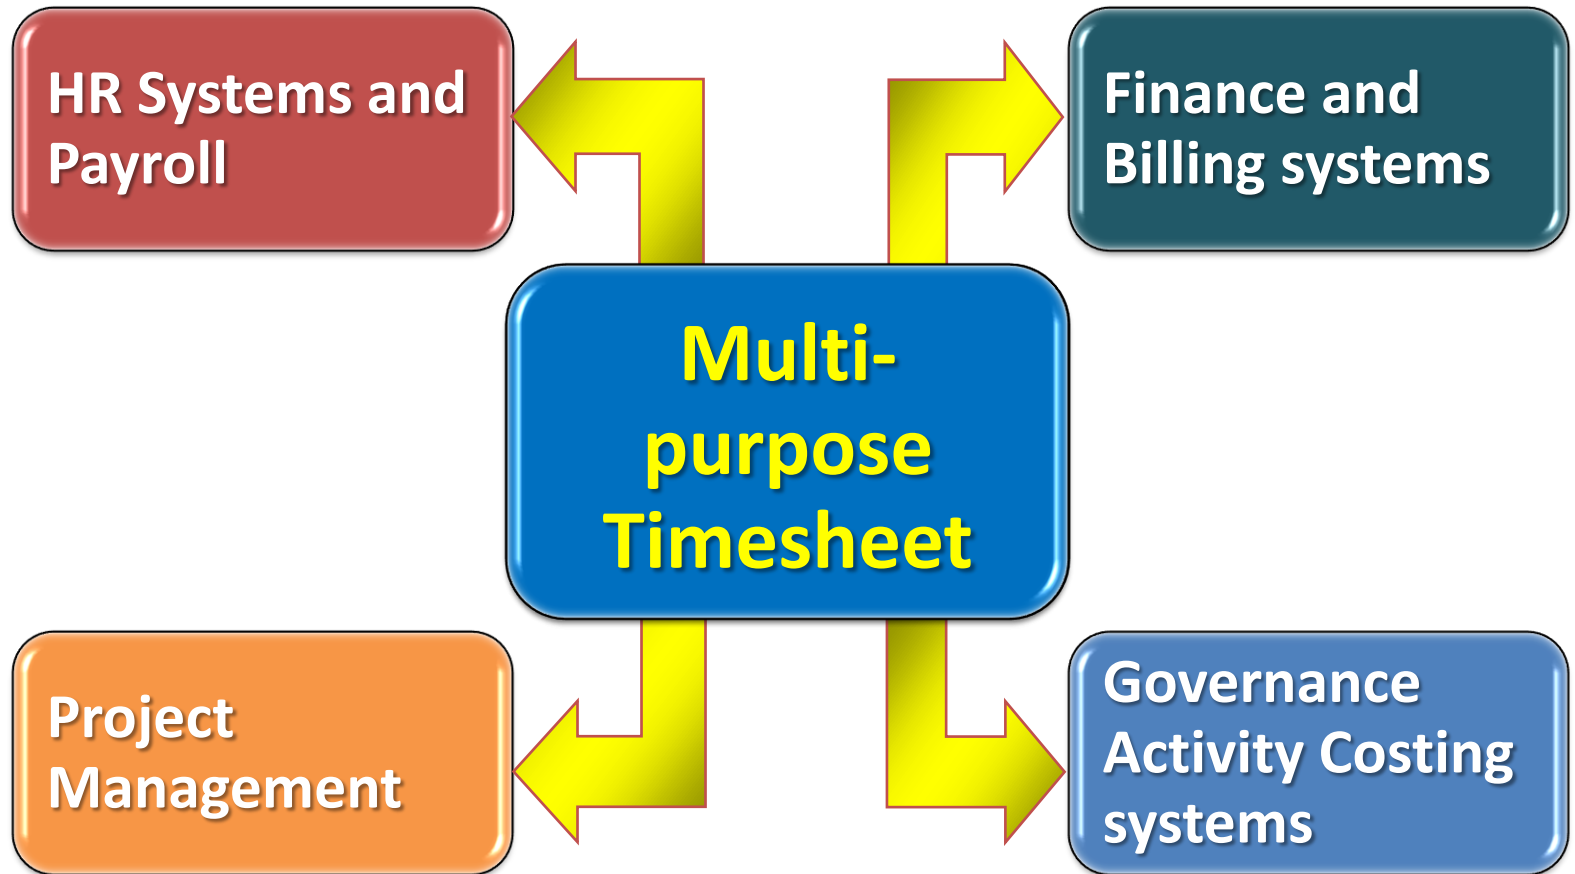 HR Systems and
Payroll
Finance and
Billing systems
Multi-
purpose
Timesheet
Project
Management
Governance
Activity Costing
systems